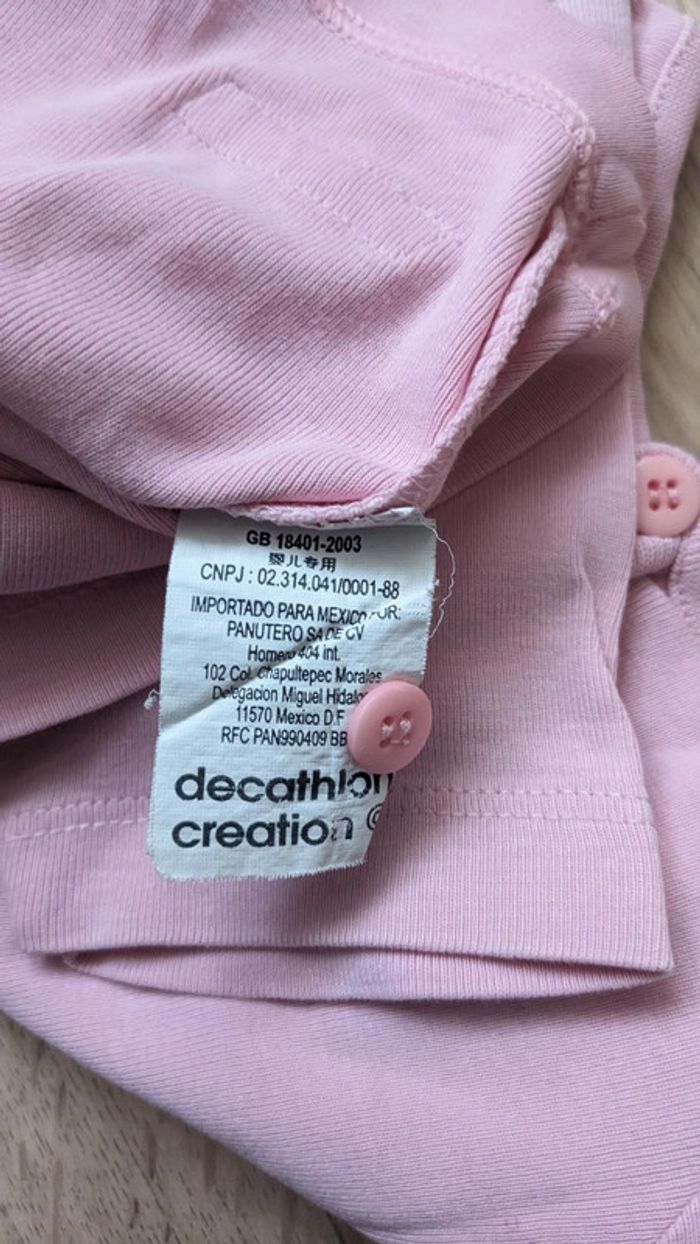 GB 18401-2003
婴儿专用
CNPJ : 02.314.041/0001-88
IMPORTADO PARA MEXICO
PANUTERO SA DE CV
Homero 404 int.
102 Col. Chapultepec Morales
Delegacion Miguel Hidalgo
11570 Mexico D.F
RFC PAN990409 BB
decathlon
creation ©